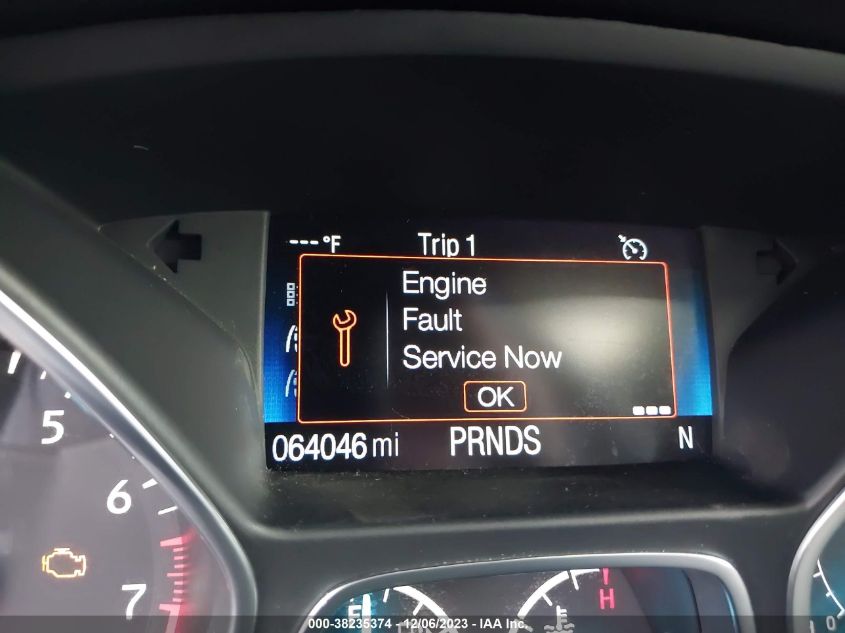 --- °F Trip 1
Engine
Fault
Service Now
OK
064046 mi PRNDS N
5
6
7
F
H
0
000-38235374 - 12/06/2023 - IAA Inc.